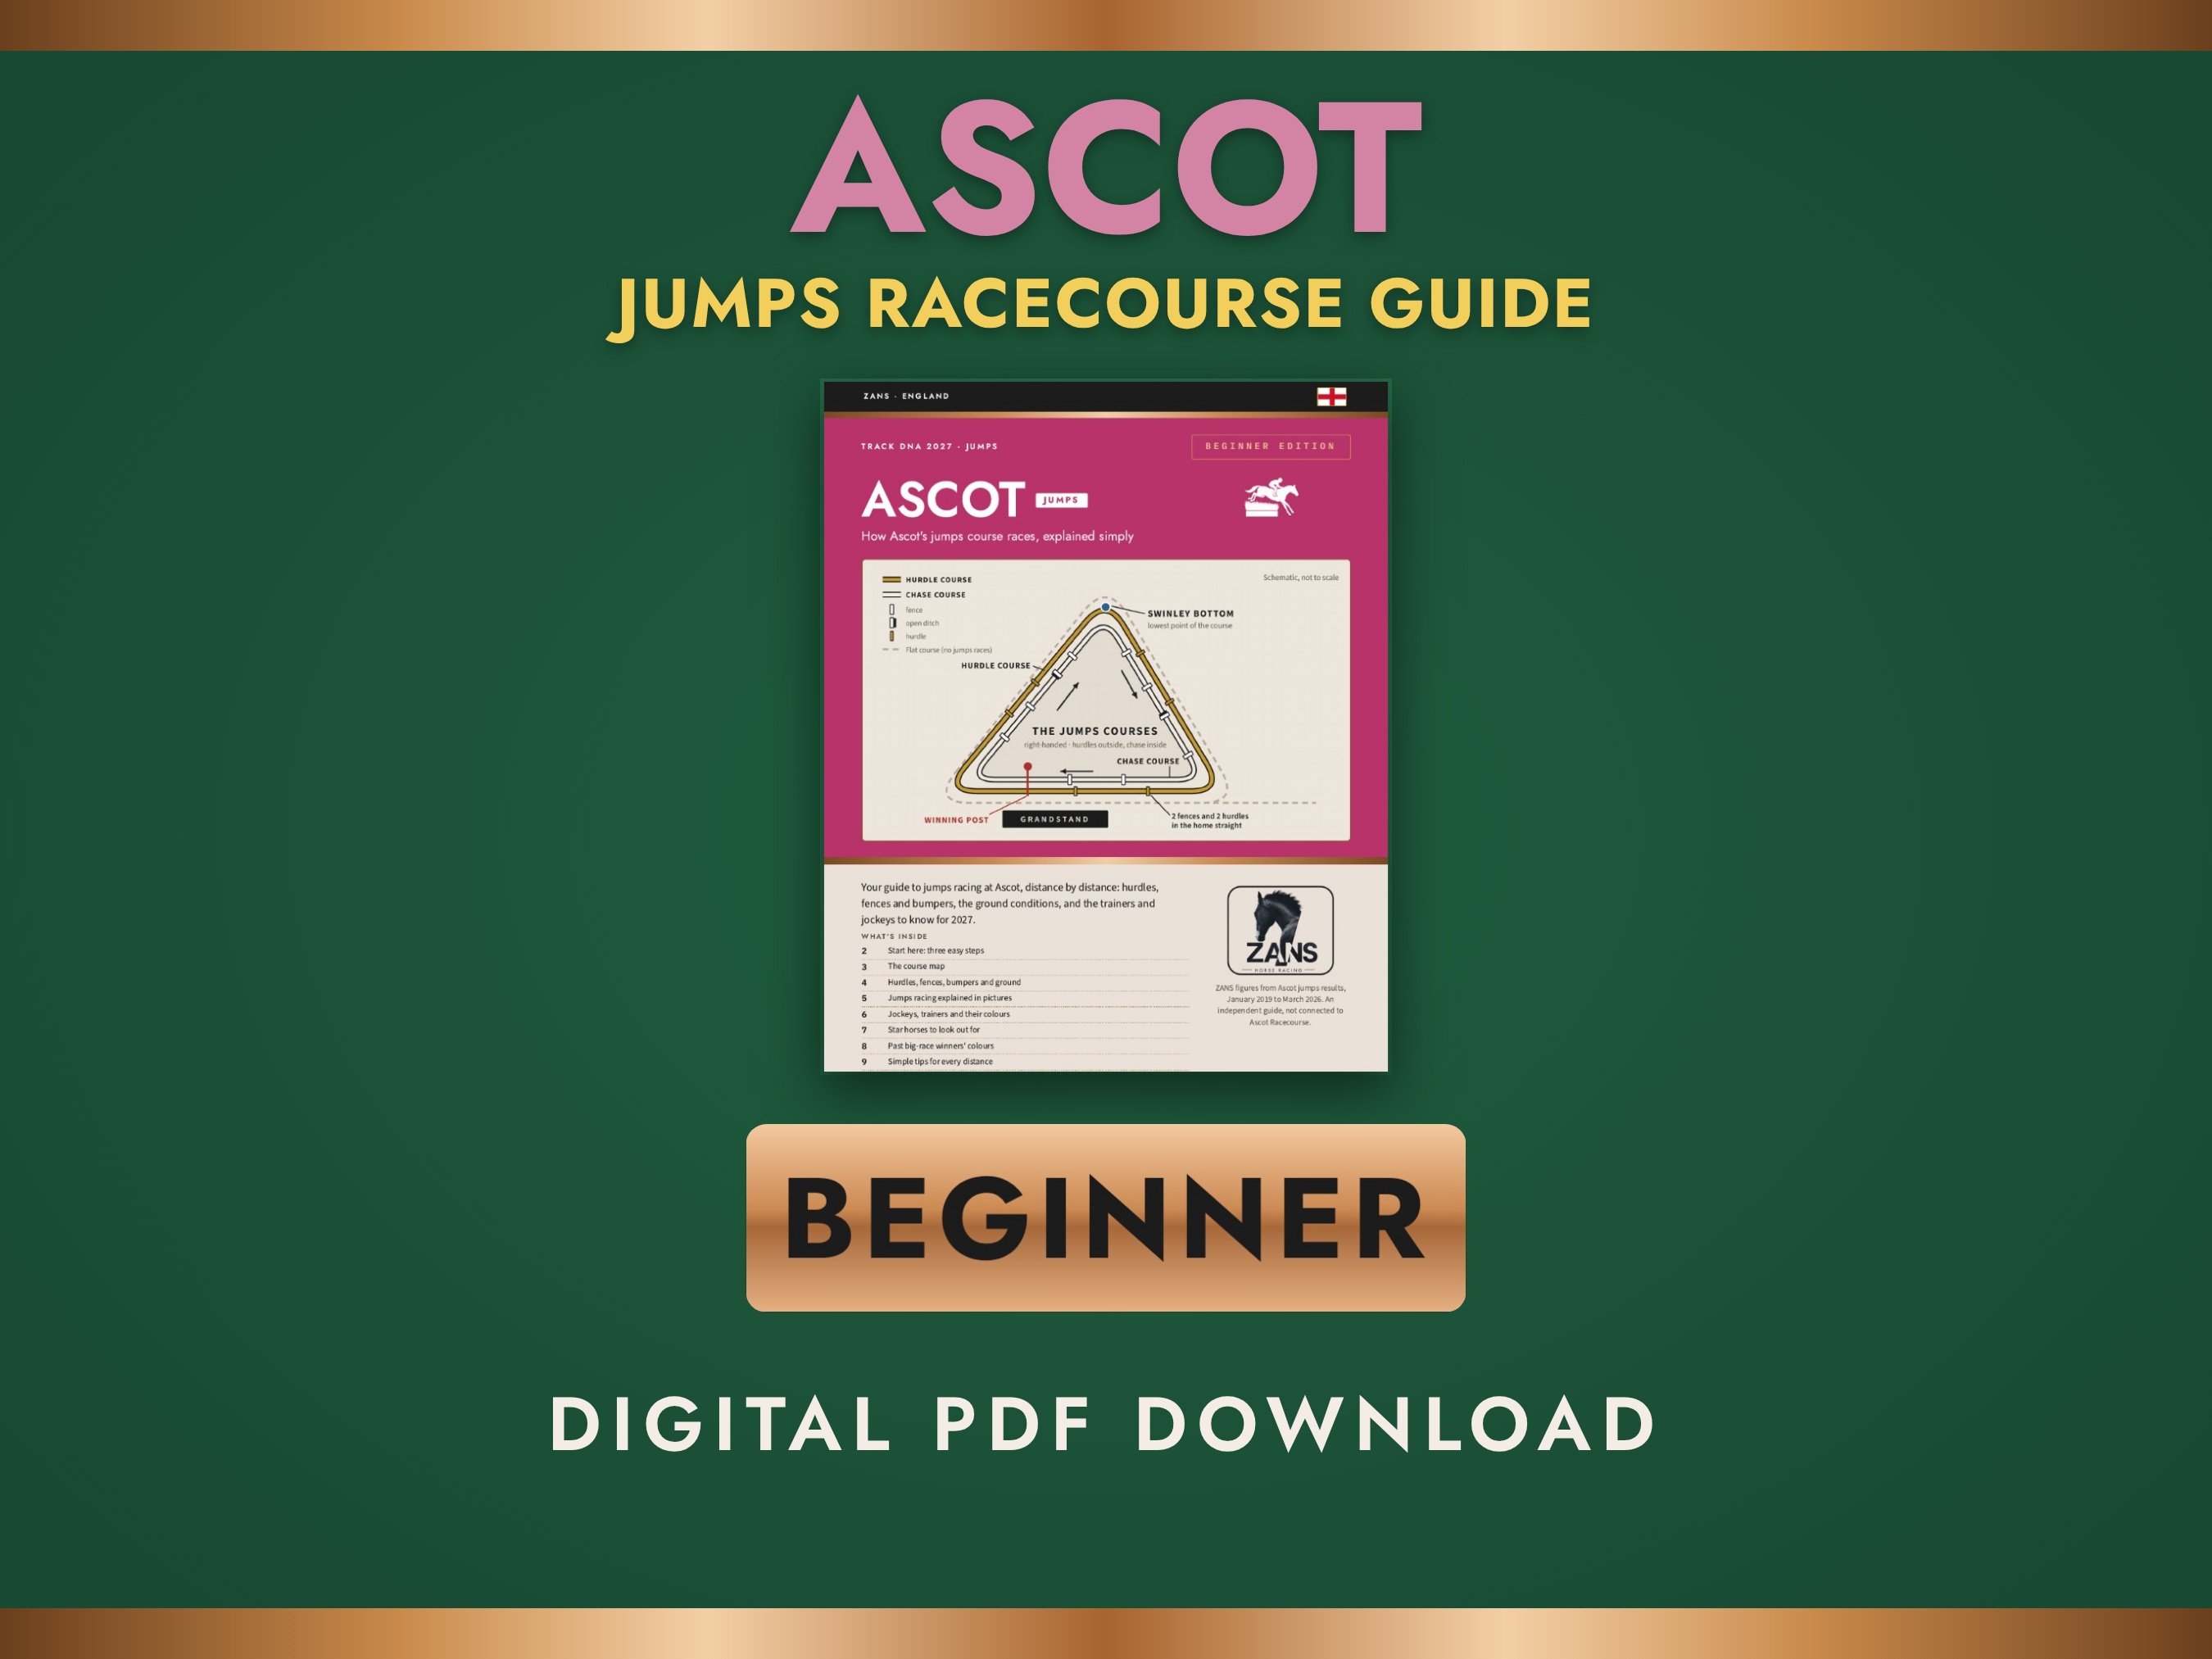 ASCOT
JUMPS RACECOURSE GUIDE
ZANS · ENGLAND
TRACK DNA 2027 · JUMPS
BEGINNER EDITION
ASCOT JUMPS
How Ascot's jumps course races, explained simply
HURDLE COURSE
CHASE COURSE
fence
open ditch
hurdle
Flat course (no jumps races)
Schematic, not to scale
SWINLEY BOTTOM
lowest point of the course
HURDLE COURSE
THE JUMPS COURSES
right-handed · hurdles outside, chase inside
CHASE COURSE
WINNING POST
GRANDSTAND
2 fences and 2 hurdles
in the home straight
Your guide to jumps racing at Ascot, distance by distance: hurdles,
fences and bumpers, the ground conditions, and the trainers and
jockeys to know for 2027.
WHAT'S INSIDE
2 Start here: three easy steps
3 The course map
4 Hurdles, fences, bumpers and ground
5 Jumps racing explained in pictures
6 Jockeys, trainers and their colours
7 Star horses to look out for
8 Past big-race winners' colours
9 Simple tips for every distance
ZANS
HORSE RACING
ZANS figures from Ascot jumps results,
January 2019 to March 2026. An
independent guide, not connected to
Ascot Racecourse.
BEGINNER
DIGITAL PDF DOWNLOAD